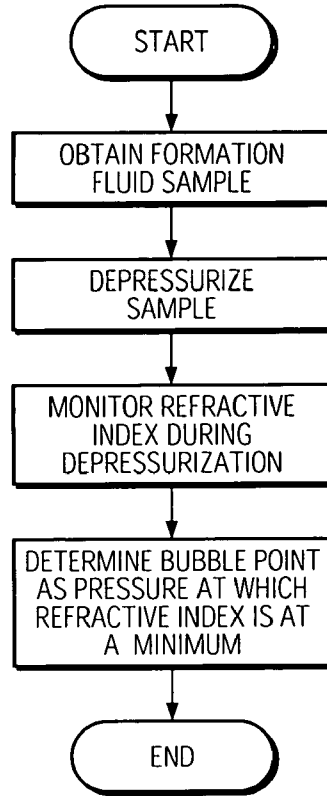 START
OBTAIN FORMATION
FLUID SAMPLE
DEPRESSURIZE
SAMPLE
MONITOR REFRACTIVE
INDEX DURING
DEPRESSURIZATION
DETERMINE BUBBLE POINT
AS PRESSURE AT WHICH
REFRACTIVE INDEX IS AT
A MINIMUM
END